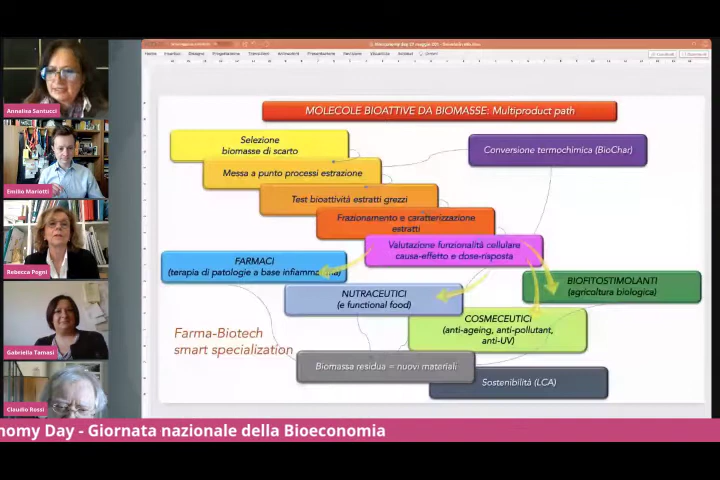 MOLECOLE BIOATTIVE DA BIOMASSE: Multiproduct path
Selezione
biomasse di scarto
Conversione termochimica (BioChar)
Messa a punto processi estrazione
Test bioattività estratti grezzi
Frazionamento e caratterizzazione
estratti
Valutazione funzionalità cellulare
causa-effetto e dose-risposta
FARMACI
(terapia di patologie a base
BIOFITOSTIMOLANTI
(agricoltura biologica)
NUTRACEUTICI
(e functional food)
COSMECEUTICI
(anti-ageing, anti-pollutant,
anti-UV)
Farma-Biotech
smart specialization
Biomassa residua = nuovi materiali
Sostenibilità (LCA)
Annalisa Santucci
Emilio Mariotti
Rebecca Pogni
Gabriella Tamasi
Claudio Rossi
nomy Day - Giornata nazionale della Bioeconomia